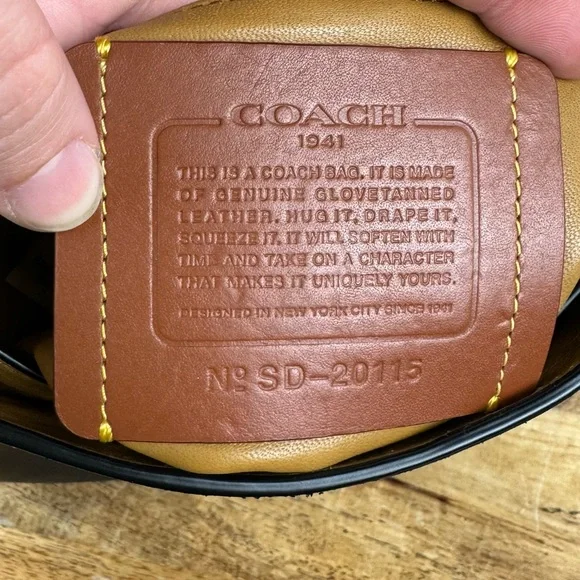 COACH
1941
THIS IS A COACH BAG. IT IS MADE
OF GENUINE GLOVETANNED
LEATHER. HUG IT, DRAPE IT,
SQUEEZE IT. IT WILL SOFTEN WITH
TIME AND TAKE ON A CHARACTER
THAT MAKES IT UNIQUELY YOURS.
DESIGNED IN NEW YORK CITY SINCE 1941
Nº SD-20115